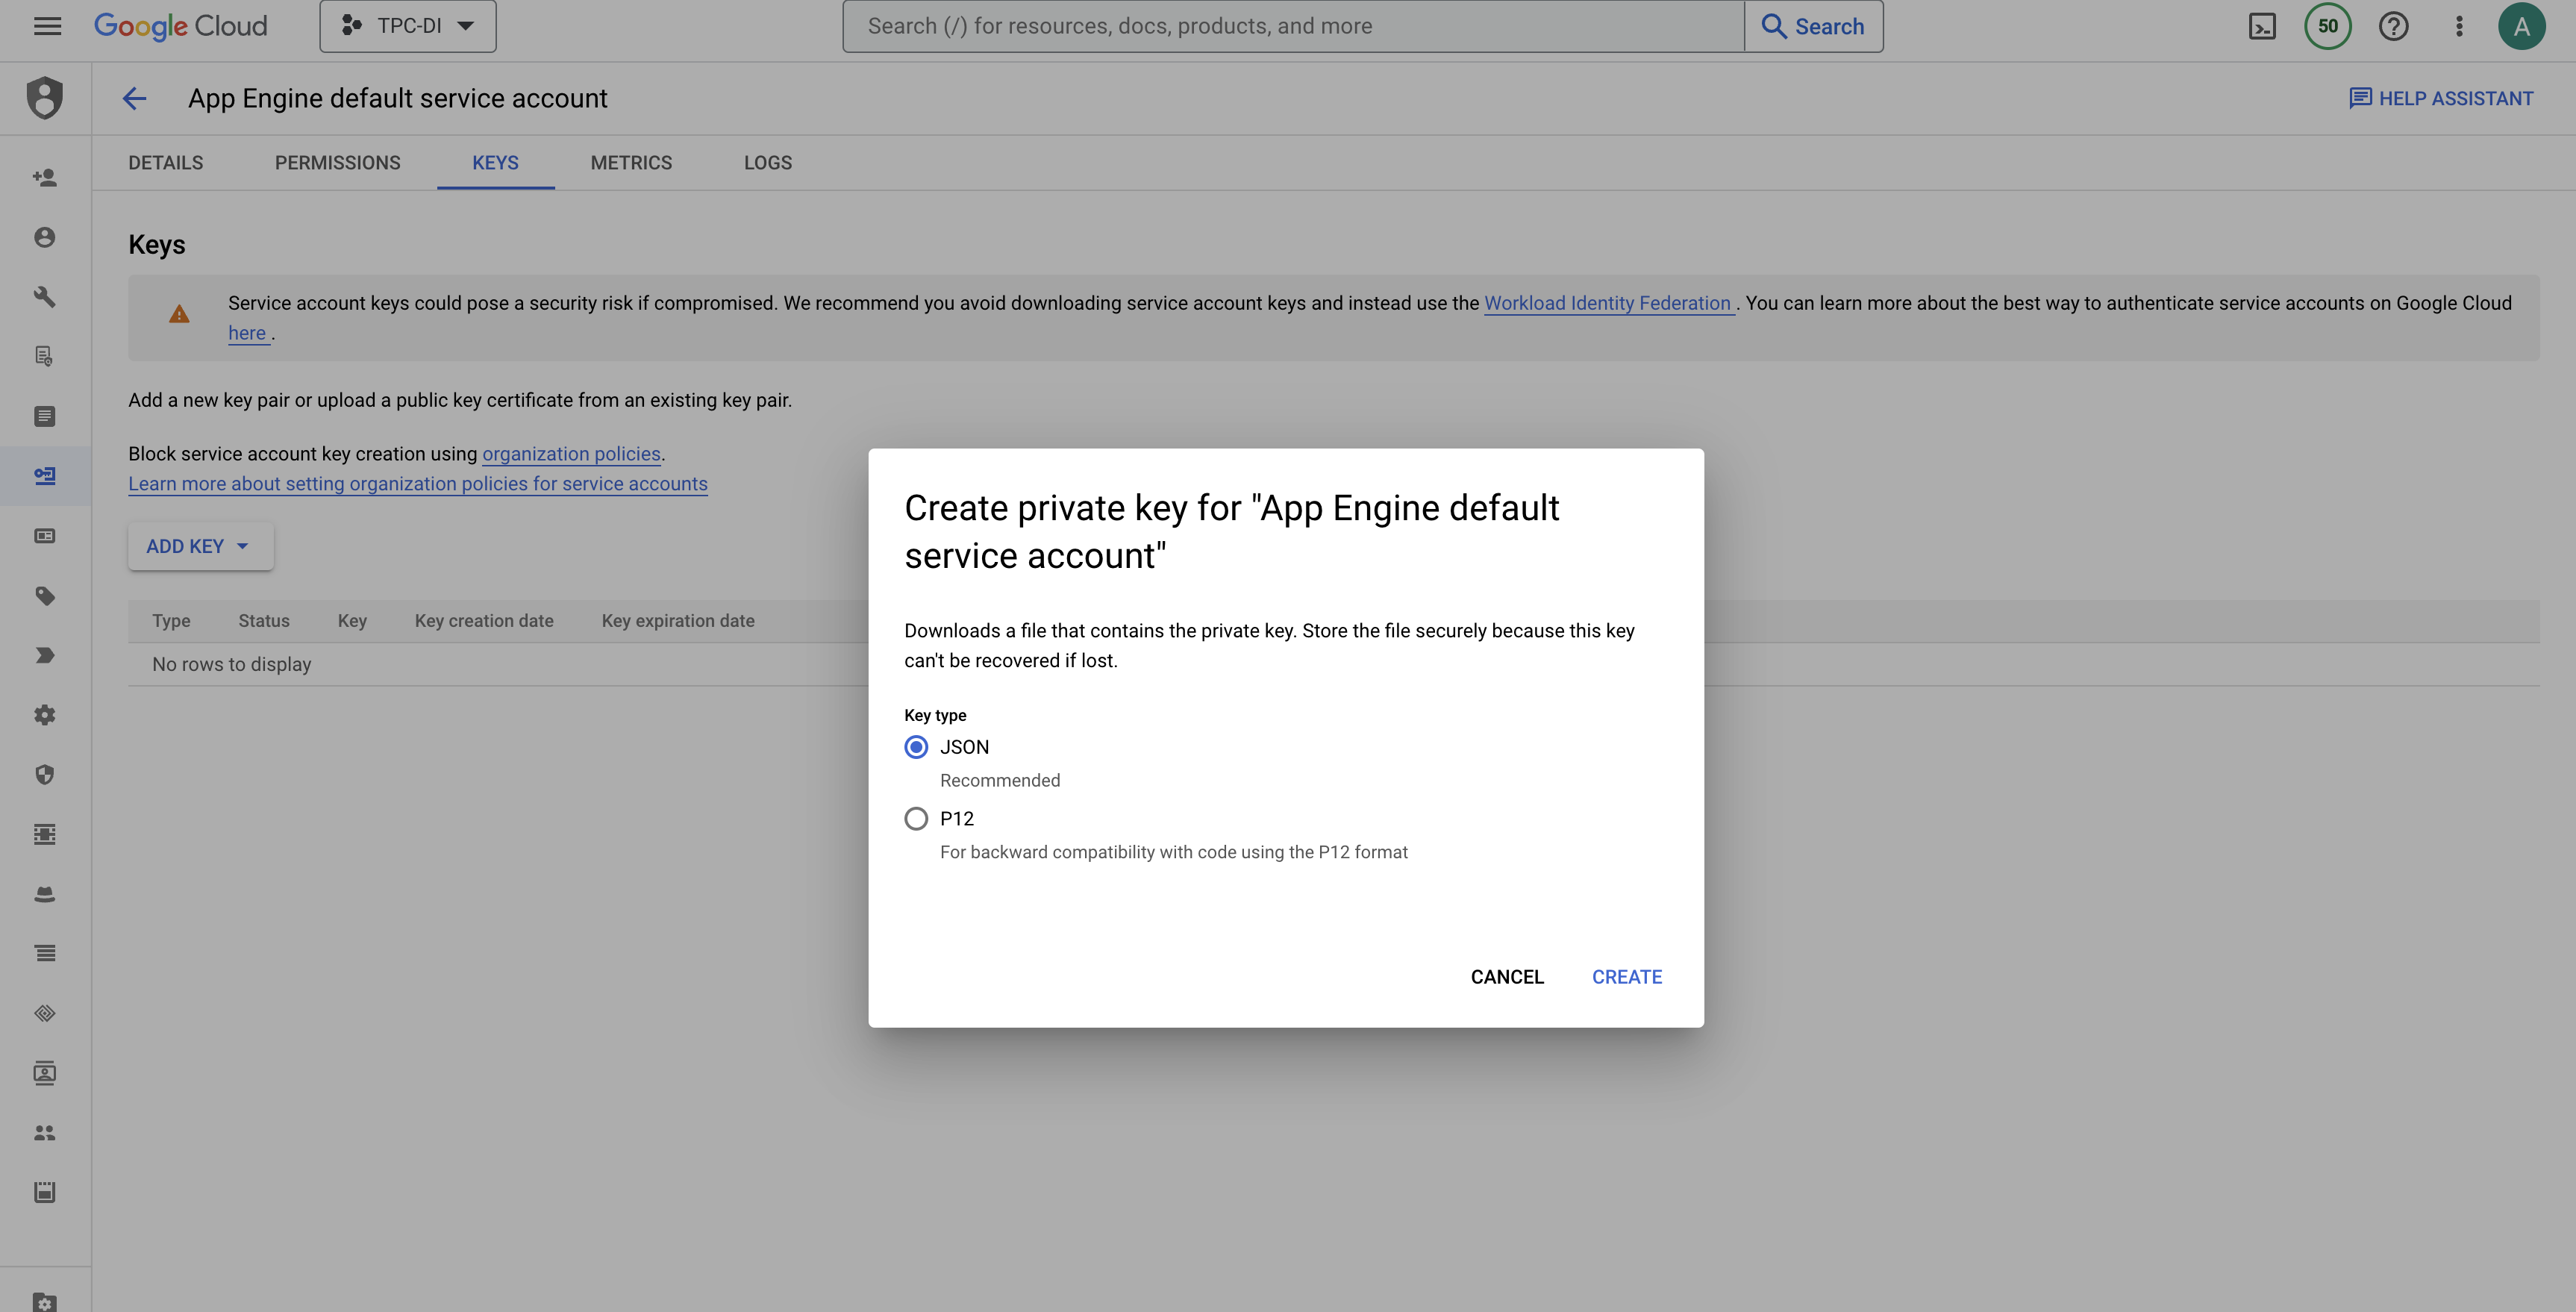 Google Cloud
TPC-DI
Search (/) for resources, docs, products, and more
Search
50
A
App Engine default service account
HELP ASSISTANT
DETAILS
PERMISSIONS
KEYS
METRICS
LOGS
Keys
Service account keys could pose a security risk if compromised. We recommend you avoid downloading service account keys and instead use the Workload Identity Federation . You can learn more about the best way to authenticate service accounts on Google Cloud
here .
Add a new key pair or upload a public key certificate from an existing key pair.
Block service account key creation using organization policies.
Learn more about setting organization policies for service accounts
ADD KEY
Type Status Key Key creation date Key expiration date
No rows to display
Create private key for "App Engine default
service account"
Downloads a file that contains the private key. Store the file securely because this key
can't be recovered if lost.
Key type
JSON
Recommended
P12
For backward compatibility with code using the P12 format
CANCEL
CREATE